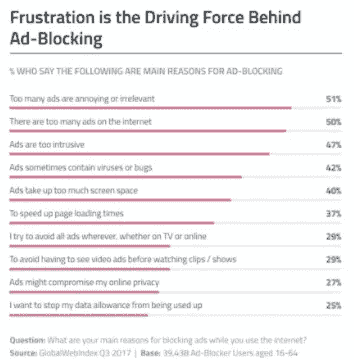 Frustration is the Driving Force Behind
Ad-Blocking
% WHO SAY THE FOLLOWING ARE MAIN REASONS FOR AD-BLOCKING
Too many ads are annoying or irrelevant 51%
There are too many ads on the internet 50%
Ads are too intrusive 47%
Ads sometimes contain viruses or bugs 42%
Ads take up too much screen space 40%
To speed up page loading times 37%
I try to avoid all ads wherever, whether on TV or online 29%
To avoid having to see video ads before watching clips / shows 29%
Ads might compromise my online privacy 27%
I want to stop my data allowance from being used up 25%
Question: What are your main reasons for blocking ads while you use the internet?
Source: GlobalWebIndex Q3 2017 | Base: 39,438 Ad-Blocker Users aged 16-64